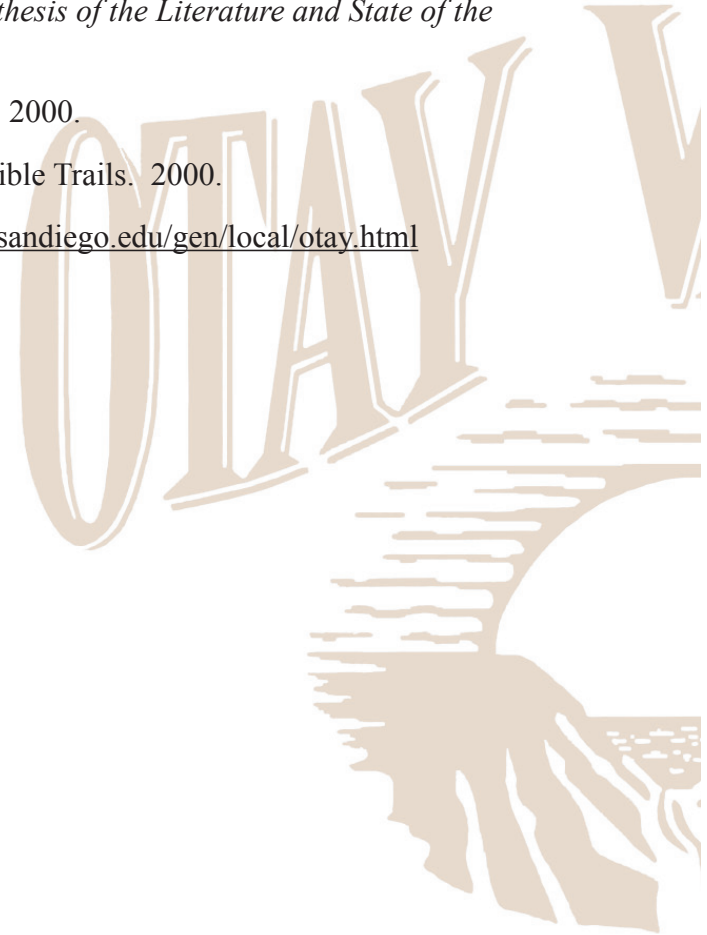 thesis of the Literature and State of the
2000.
ible Trails. 2000.
sandiego.edu/gen/local/otay.html
OTAY V